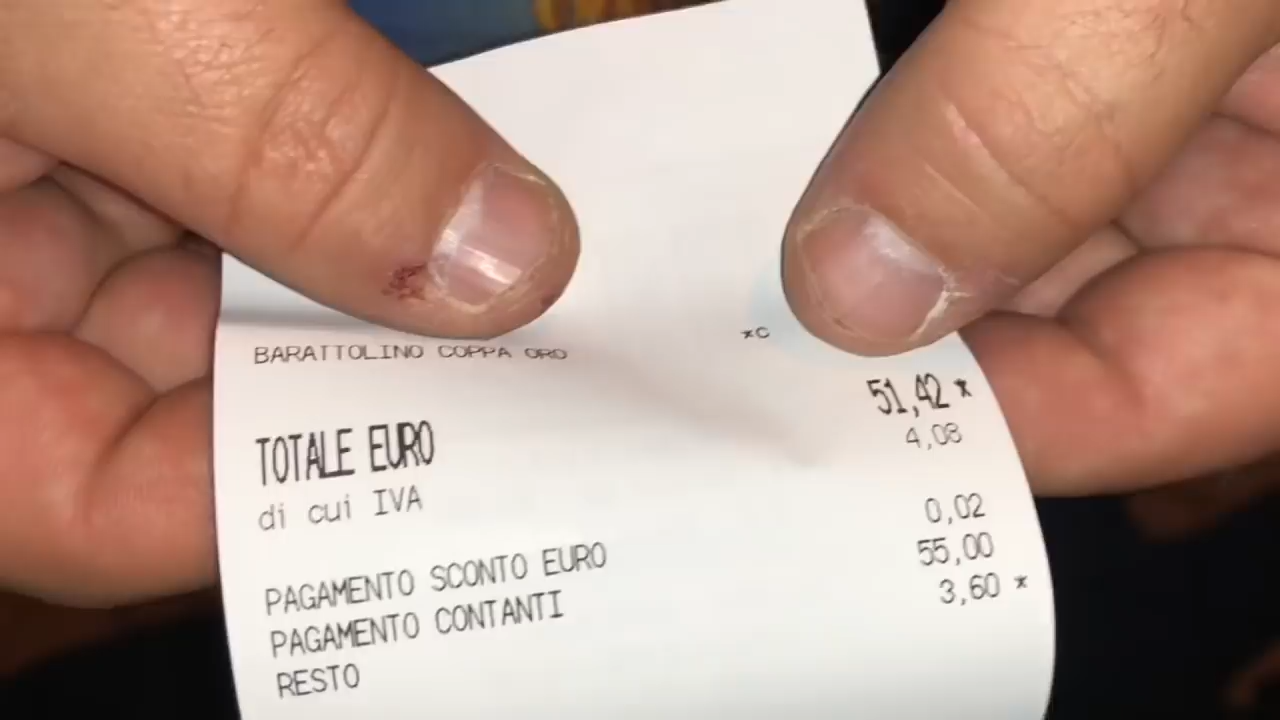 BARATTOLINO COPPA ORO *C
TOTALE EURO 51,42 *
di cui IVA 4,08
PAGAMENTO SCONTO EURO 0,02
PAGAMENTO CONTANTI 55,00
RESTO 3,60 *